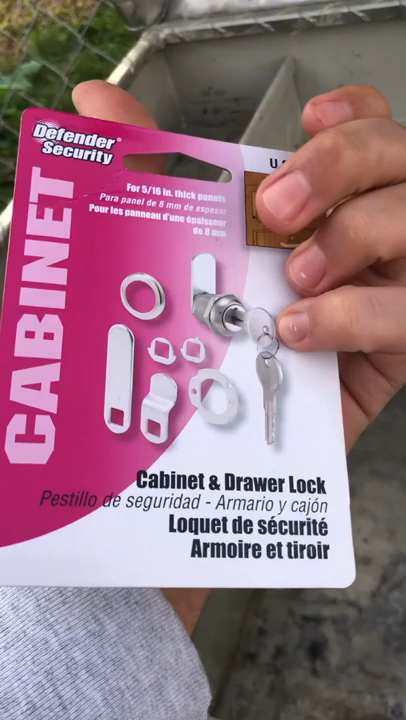 Defender
Security
CABINET
For 5/16 in. thick panels
Para panel de 8 mm de espesor
Pour les panneau d'une épaisseur
de 8 mm
Cabinet & Drawer Lock
Pestillo de seguridad - Armario y cajón
Loquet de sécurité
Armoire et tiroir